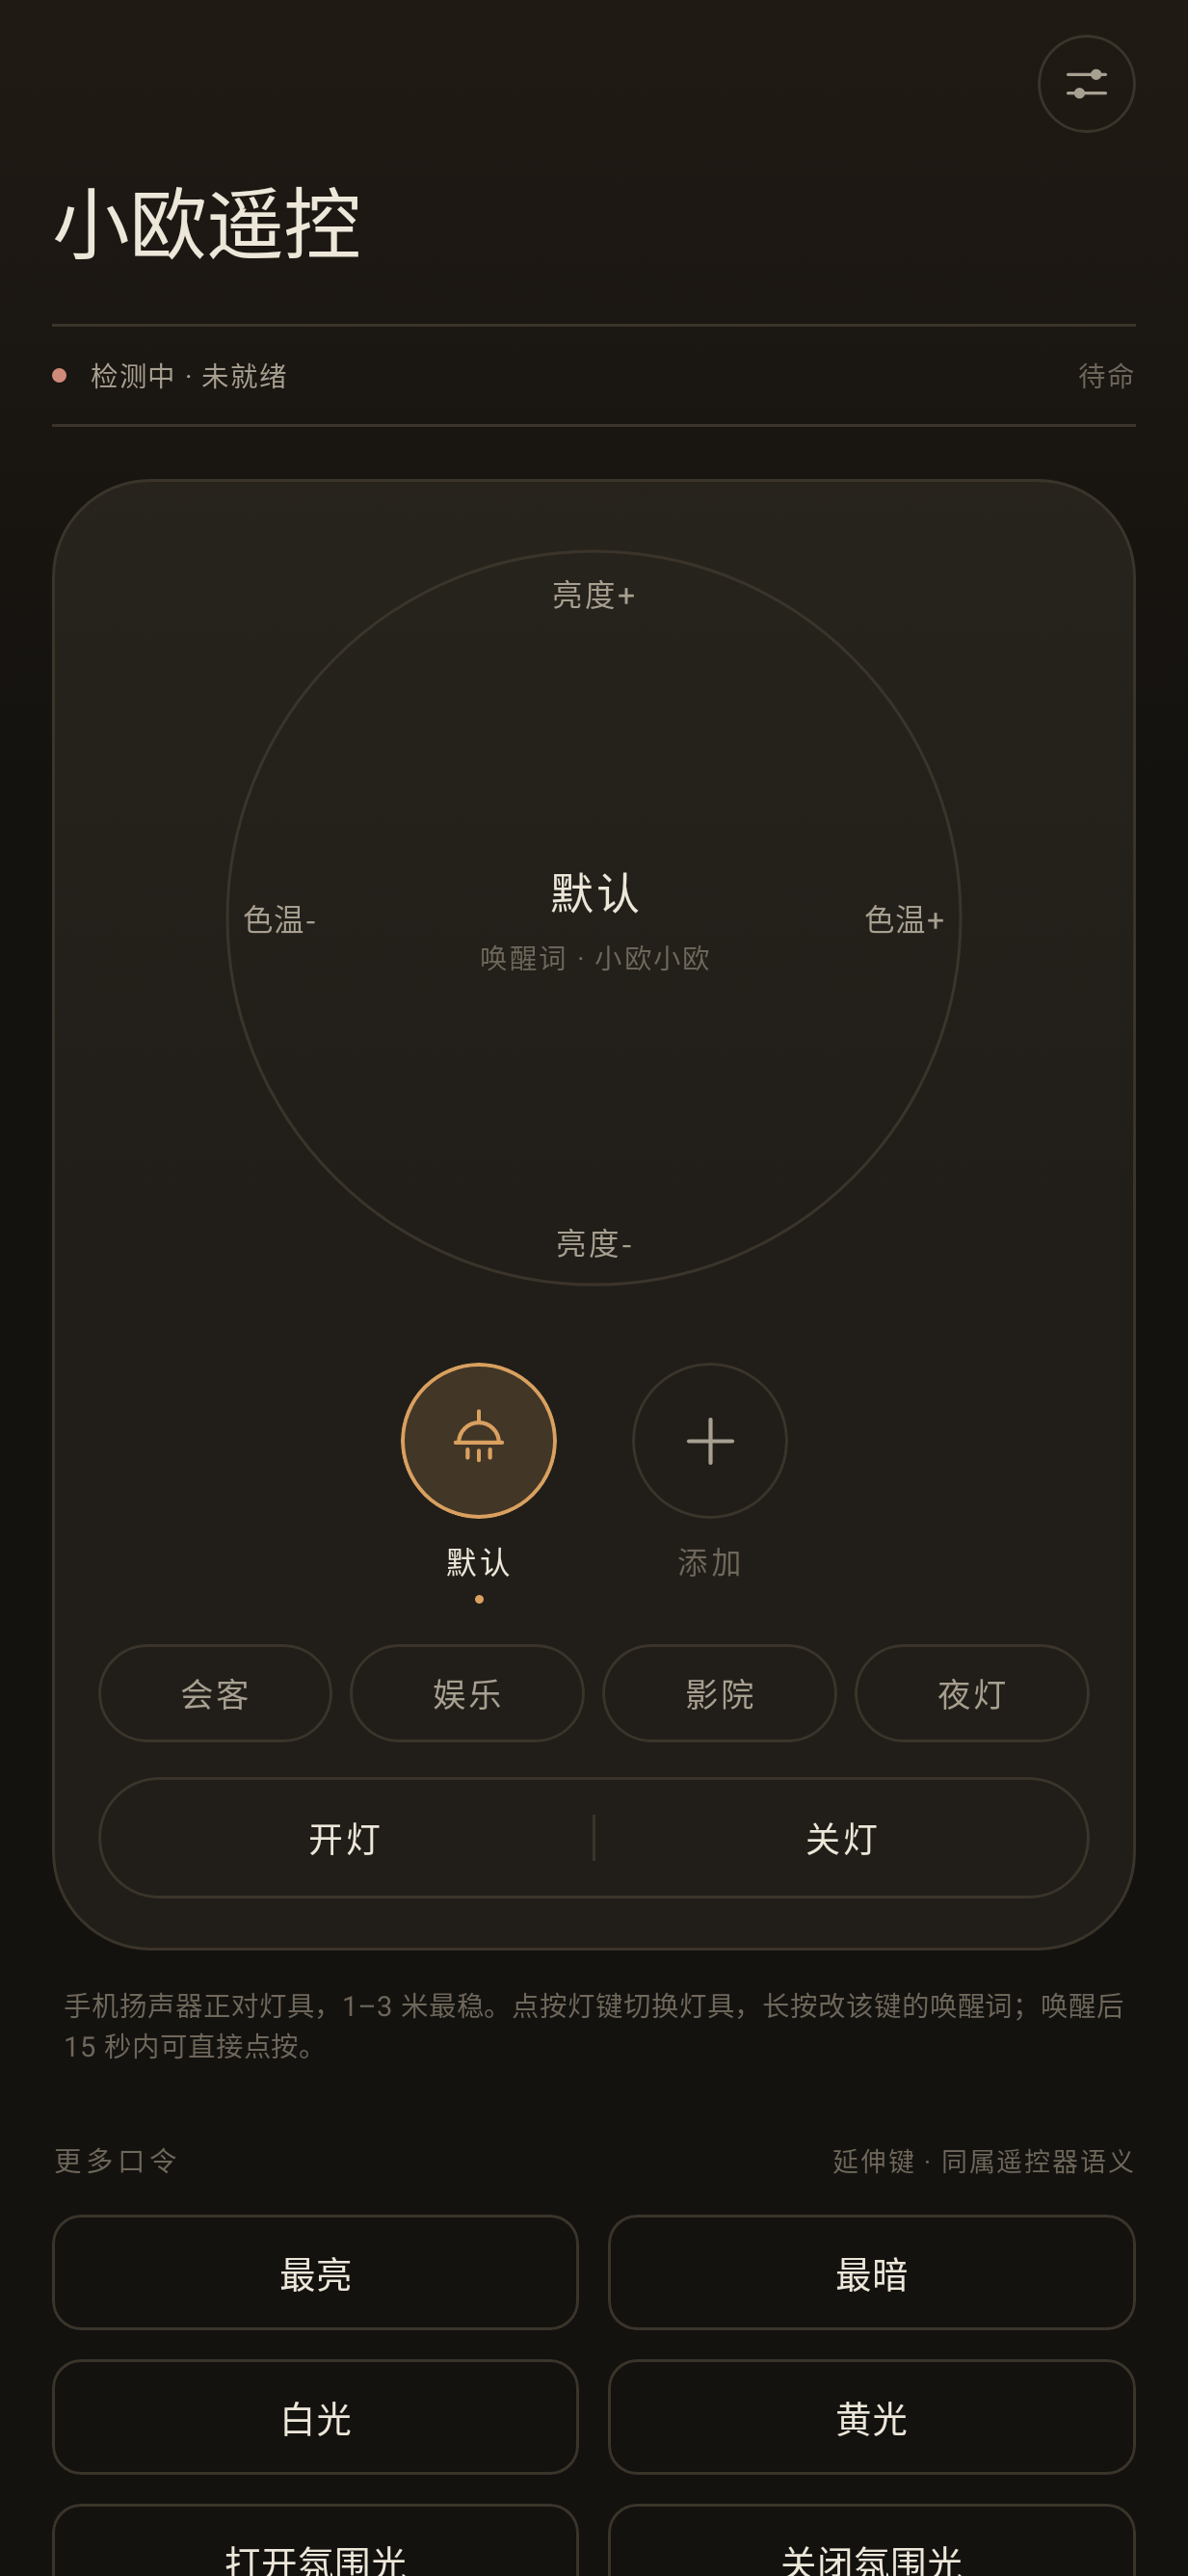 小欧遥控
检测中 · 未就绪
待命
亮度+
色温-
默认
色温+
唤醒词 · 小欧小欧
亮度-
默认
添加
会客
娱乐
影院
夜灯
开灯
关灯
手机扬声器正对灯具，1–3 米最稳。点按灯键切换灯具，长按改该键的唤醒词；唤醒后
15 秒内可直接点按。
更多口令
延伸键 · 同属遥控器语义
最亮
最暗
白光
黄光
打开氛围光
关闭氛围光